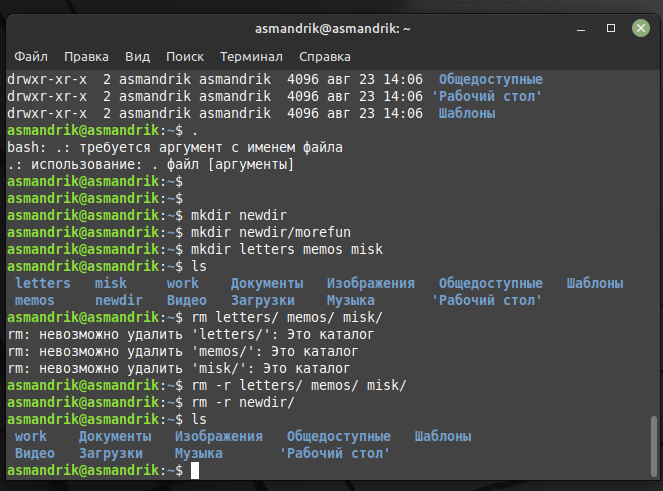 asmandrik@asmandrik: ~
Файл Правка Вид Поиск Терминал Справка
drwxr-xr-x  2 asmandrik asmandrik  4096 авг 23 14:06  Общедоступные
drwxr-xr-x  2 asmandrik asmandrik  4096 авг 23 14:06 'Рабочий стол'
drwxr-xr-x  2 asmandrik asmandrik  4096 авг 23 14:06  Шаблоны
asmandrik@asmandrik:~$ .
bash: .: требуется аргумент с именем файла
.: использование: . файл [аргументы]
asmandrik@asmandrik:~$
asmandrik@asmandrik:~$
asmandrik@asmandrik:~$ mkdir newdir
asmandrik@asmandrik:~$ mkdir newdir/morefun
asmandrik@asmandrik:~$ mkdir letters memos misk
asmandrik@asmandrik:~$ ls
 letters   misk     work    Документы   Изображения   Общедоступные   Шаблоны
 memos     newdir   Видео   Загрузки    Музыка       'Рабочий стол'
asmandrik@asmandrik:~$ rm letters/ memos/ misk/
rm: невозможно удалить 'letters/': Это каталог
rm: невозможно удалить 'memos/': Это каталог
rm: невозможно удалить 'misk/': Это каталог
asmandrik@asmandrik:~$ rm -r letters/ memos/ misk/
asmandrik@asmandrik:~$ rm -r newdir/
asmandrik@asmandrik:~$ ls
 work    Документы   Изображения   Общедоступные   Шаблоны
 Видео   Загрузки    Музыка       'Рабочий стол'
asmandrik@asmandrik:~$